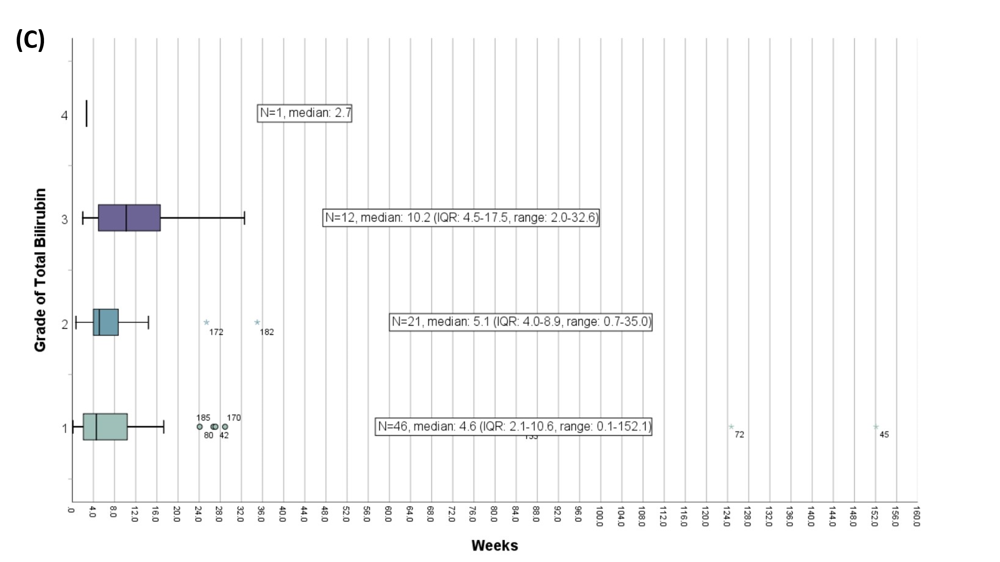 (C)
Grade of Total Bilirubin
4
N=1, median: 2.7
3
N=12, median: 10.2 (IQR: 4.5-17.5, range: 2.0-32.6)
2
172
182
N=21, median: 5.1 (IQR: 4.0-8.9, range: 0.7-35.0)
185
170
1
N=46, median: 4.6 (IQR: 2.1-10.6, range: 0.1-152.1)
80
42
72
45
.0 4.0 8.0 12.0 16.0 20.0 24.0 28.0 32.0 36.0 40.0 44.0 48.0 52.0 56.0 60.0 64.0 68.0 72.0 76.0 80.0 84.0 88.0 92.0 96.0 100.0 104.0 108.0 112.0 116.0 120.0 124.0 128.0 132.0 136.0 140.0 144.0 148.0 152.0 156.0 160.0
Weeks